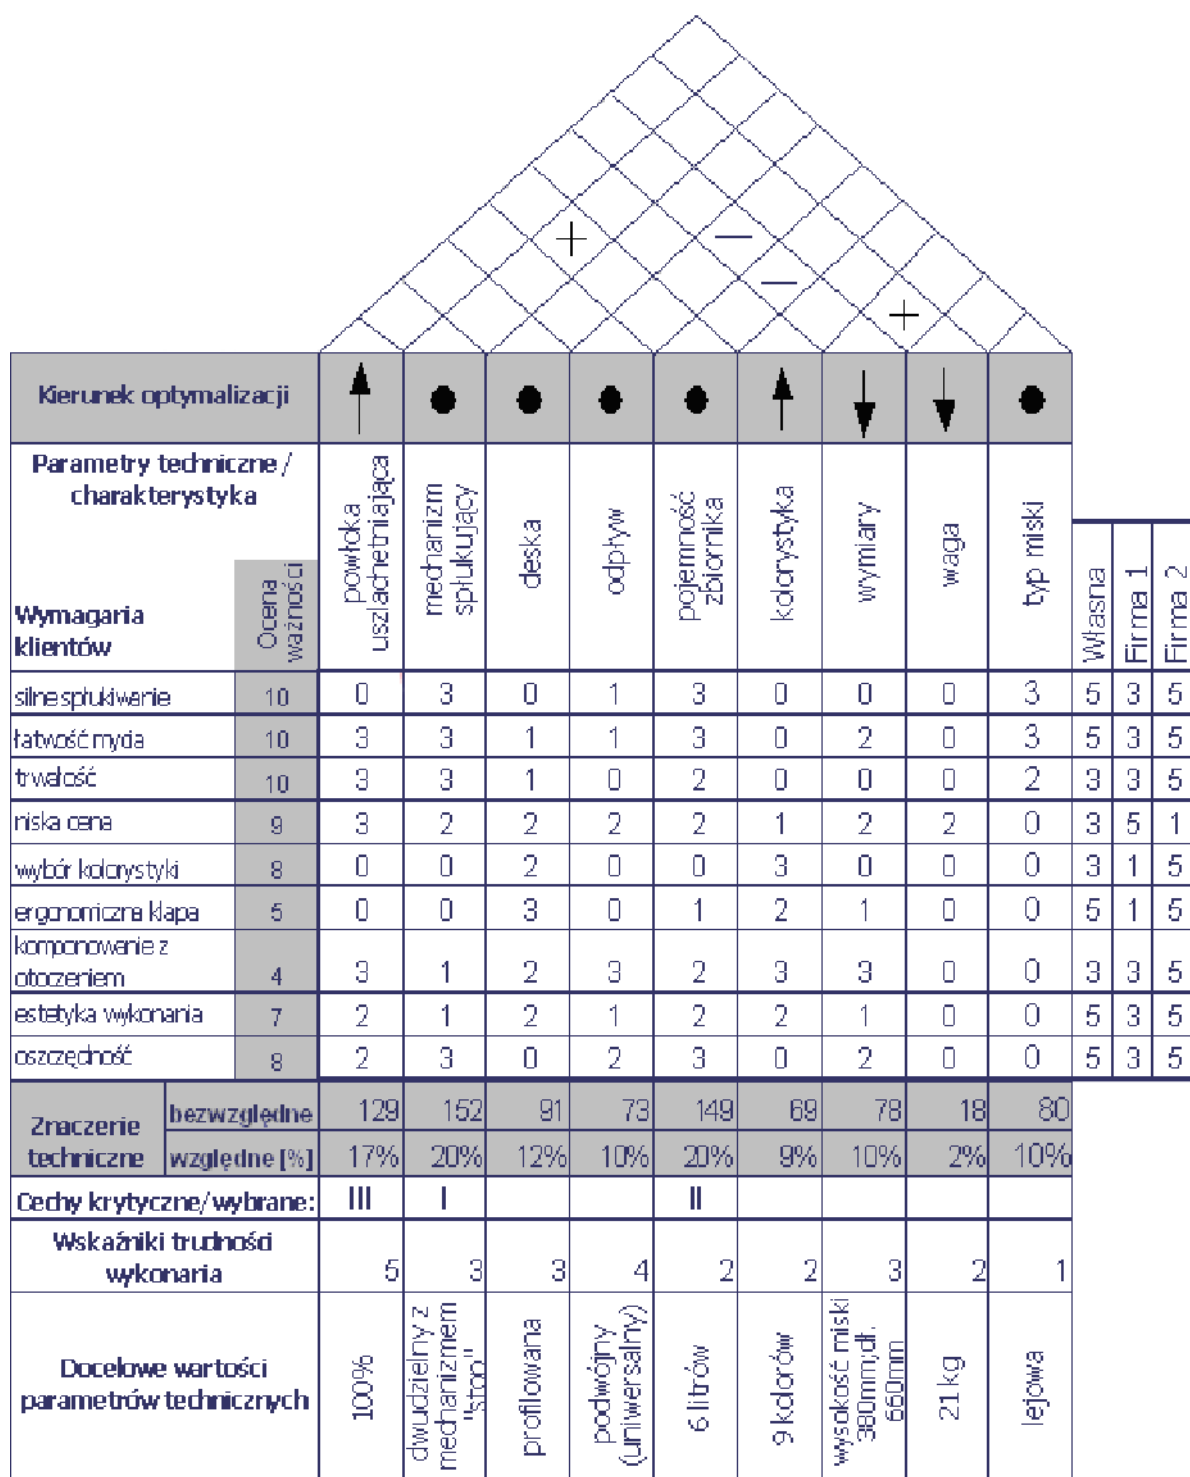 + —
—
+
Kierunek optymalizacji
Parametry techniczne /
charakterystyka
powłoka
uszlachetniająca
mechanizm
spłukujący
deska
odpływ
pojemność
zbiornika
kolorystyka
wymiary
waga
typ miski
Wymagania
klientów
Ocena
ważności
Własna
Firma 1
Firma 2
silne spłukiwanie 10 0 3 0 1 3 0 0 0 3 5 3 5
łatwość mycia 10 3 3 1 1 3 0 2 0 3 5 3 5
trwałość 10 3 3 1 0 2 0 0 0 2 3 3 5
niska cena 9 3 2 2 2 2 1 2 2 0 3 5 1
wybór kolorystyki 8 0 0 2 0 0 3 0 0 0 3 1 5
ergonomiczna klapa 5 0 0 3 0 1 2 1 0 0 5 1 5
komponowanie z
otoczeniem 4 3 1 2 3 2 3 3 0 0 3 3 5
estetyka wykonania 7 2 1 2 1 2 2 1 0 0 5 3 5
oszczędność 8 2 3 0 2 3 0 2 0 0 5 3 5
Znaczenie
techniczne
bezwzględne 129 152 91 73 149 69 78 18 80
względne [%] 17% 20% 12% 10% 20% 9% 10% 2% 10%
Cechy krytyczne/wybrane: III I II
Wskaźniki trudności
wykonania 5 3 3 4 2 2 3 2 1
Docelowe wartości
parametrów technicznych
100%
dwudzielny z
mechanizmem
"stop"
profilowana
podwójny
(uniwersalny)
6 litrów
9 kolorów
wysokość miski
380mm;dł.
660mm
21 kg
lejowa